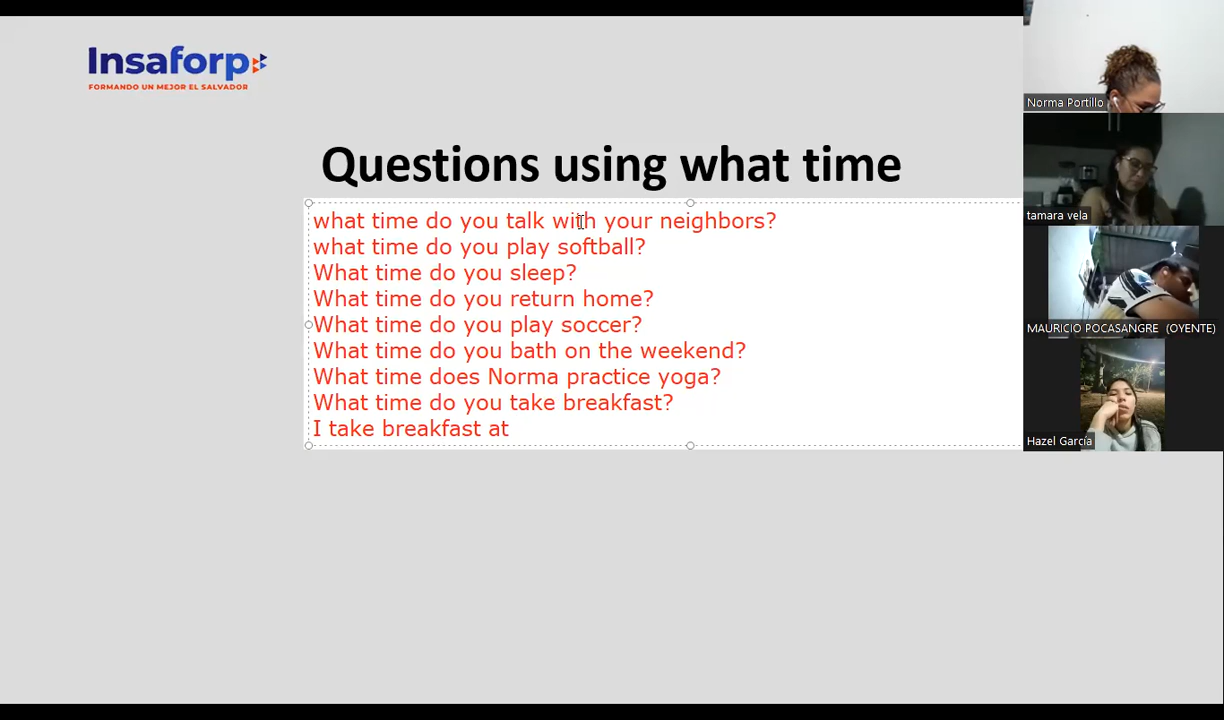 Insaforp
FORMANDO UN MEJOR EL SALVADOR
Questions using what time
what time do you talk with your neighbors?
what time do you play softball?
What time do you sleep?
What time do you return home?
What time do you play soccer?
What time do you bath on the weekend?
What time does Norma practice yoga?
What time do you take breakfast?
I take breakfast at
Norma Portillo
tamara vela
MAURICIO POCASANGRE (OYENTE)
Hazel García